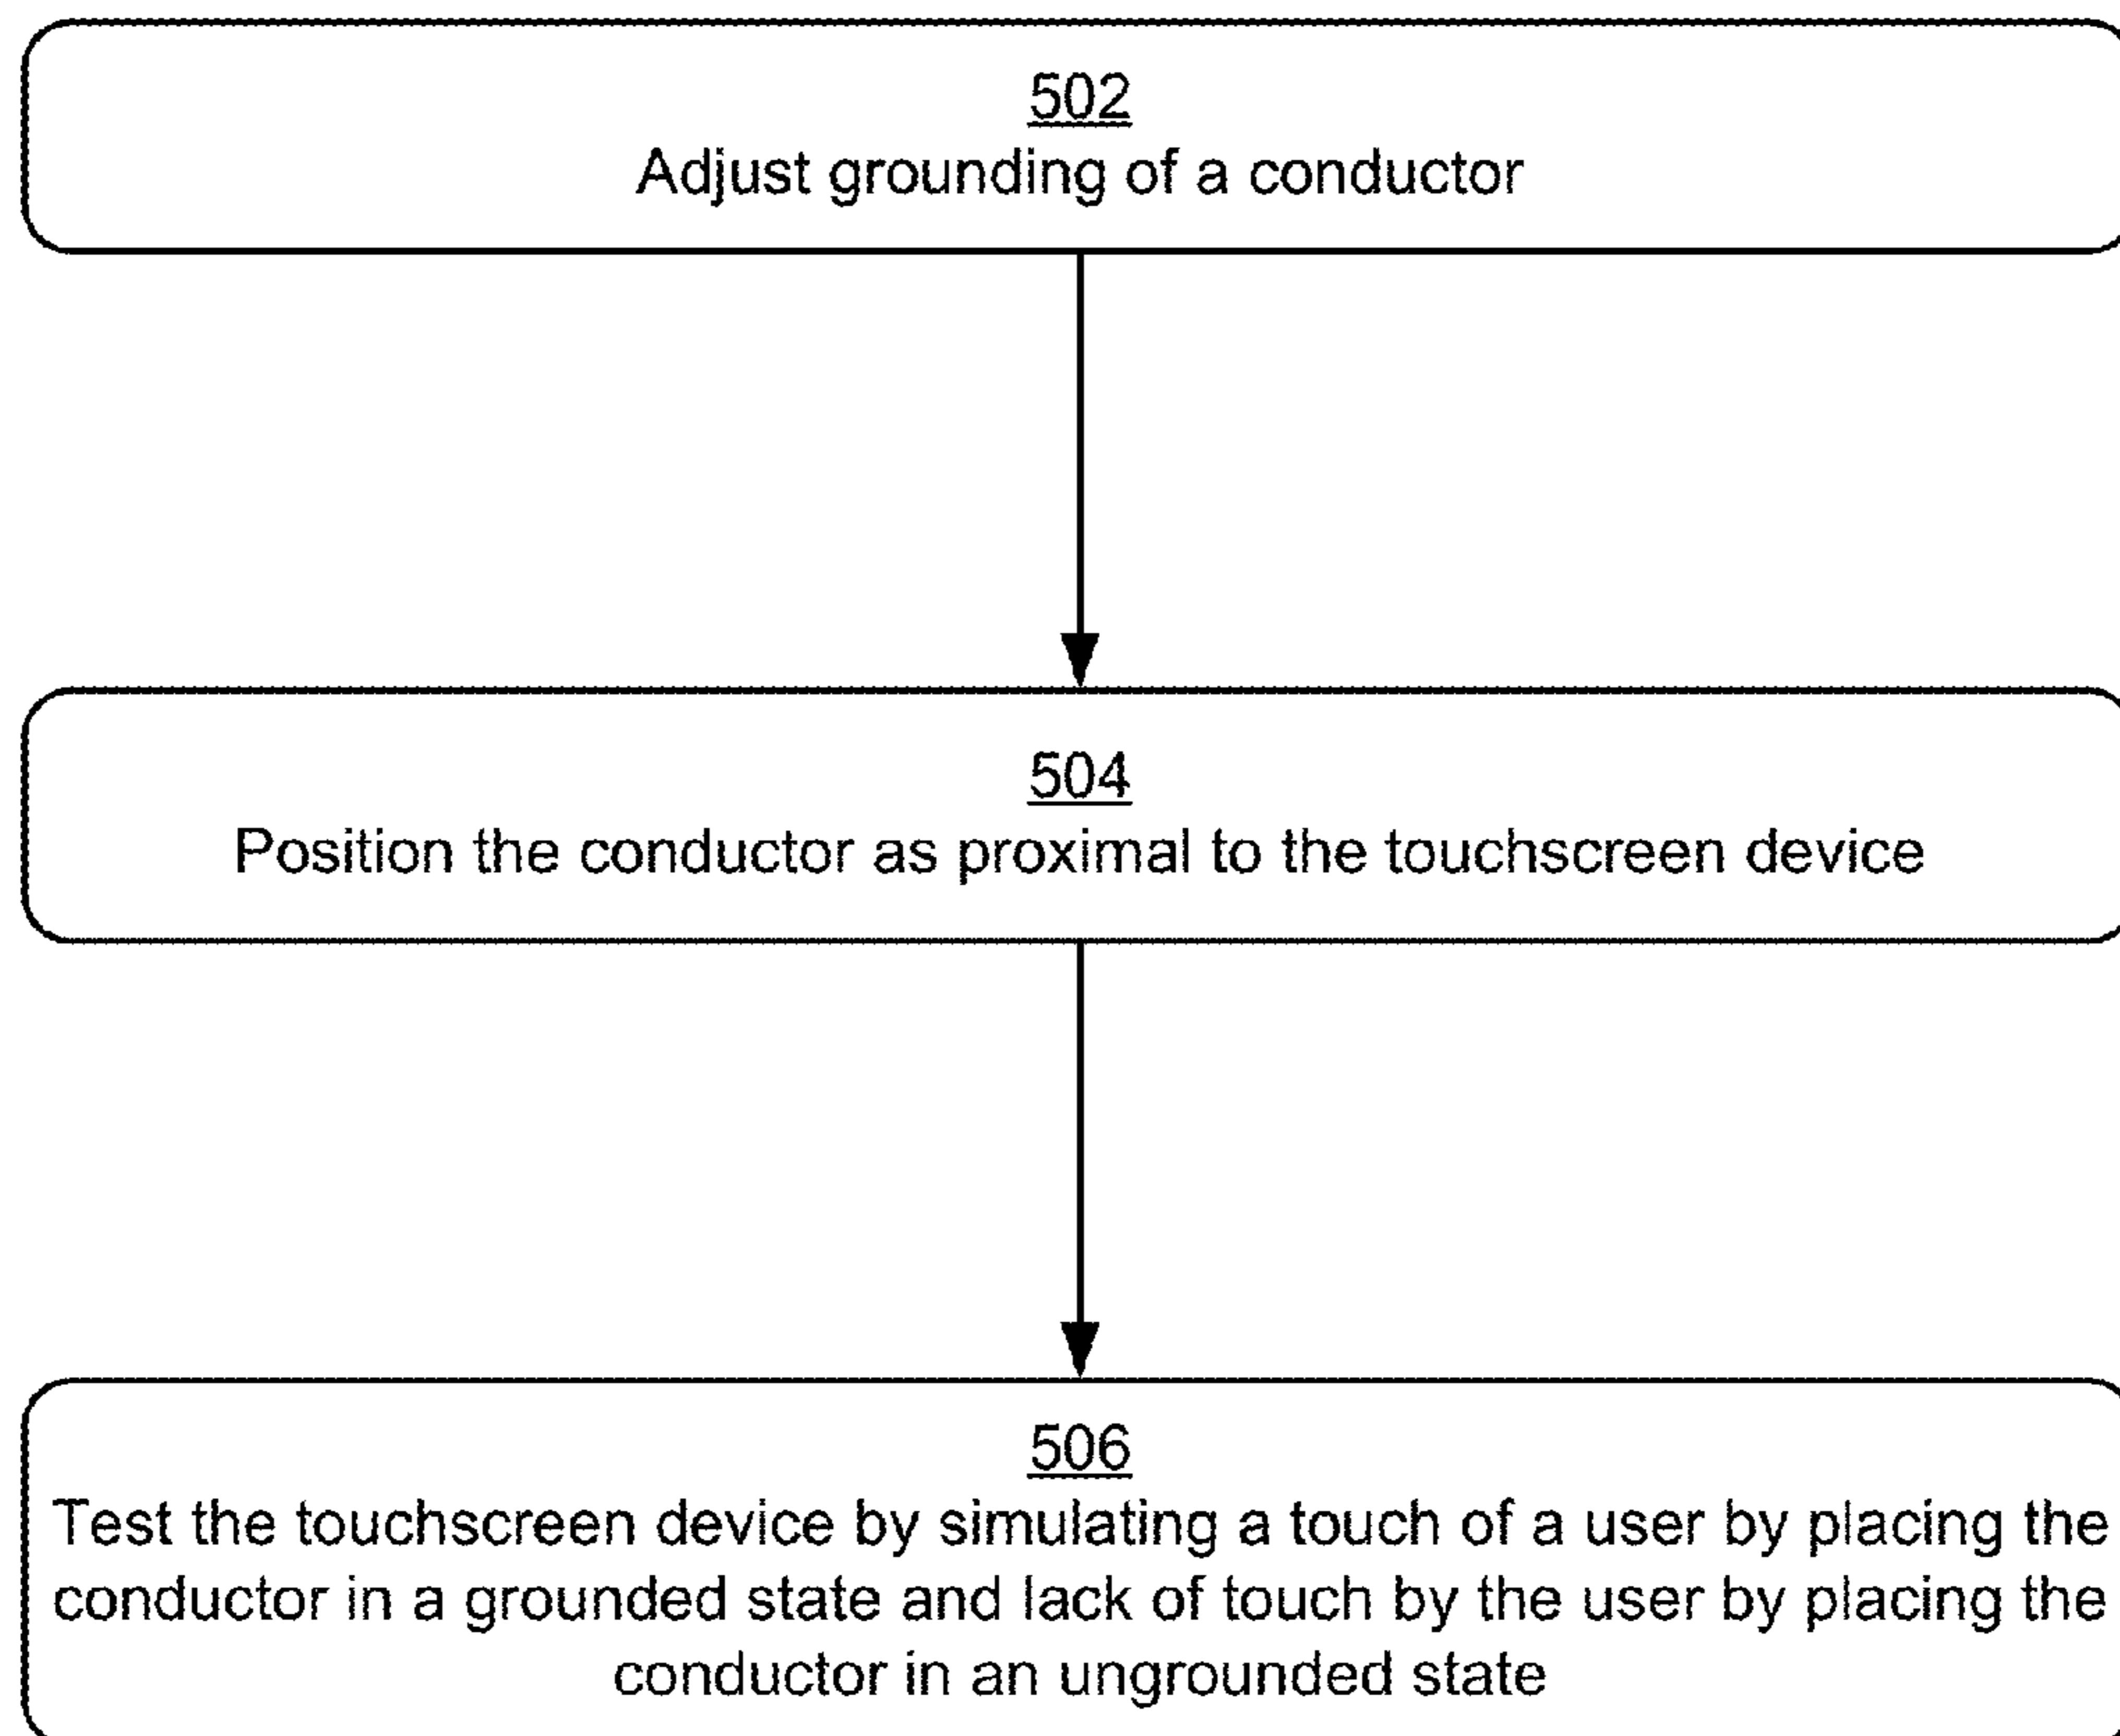 502
Adjust grounding of a conductor
504
Position the conductor as proximal to the touchscreen device
506
Test the touchscreen device by simulating a touch of a user by placing the
conductor in a grounded state and lack of touch by the user by placing the
conductor in an ungrounded state